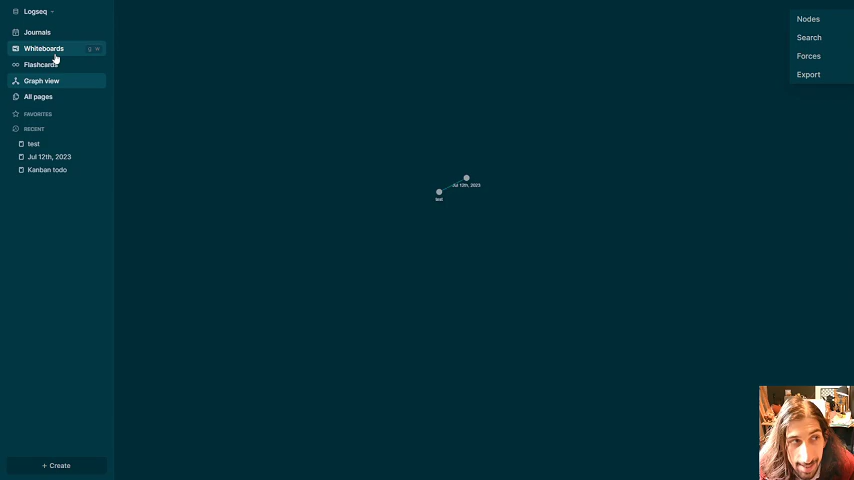 Logseq
Journals
Whiteboards g w
Flashcards
Graph view
All pages
FAVORITES
RECENT
test
Jul 12th, 2023
Kanban todo
+ Create
Nodes
Search
Forces
Export
Jul 12th, 2023
test